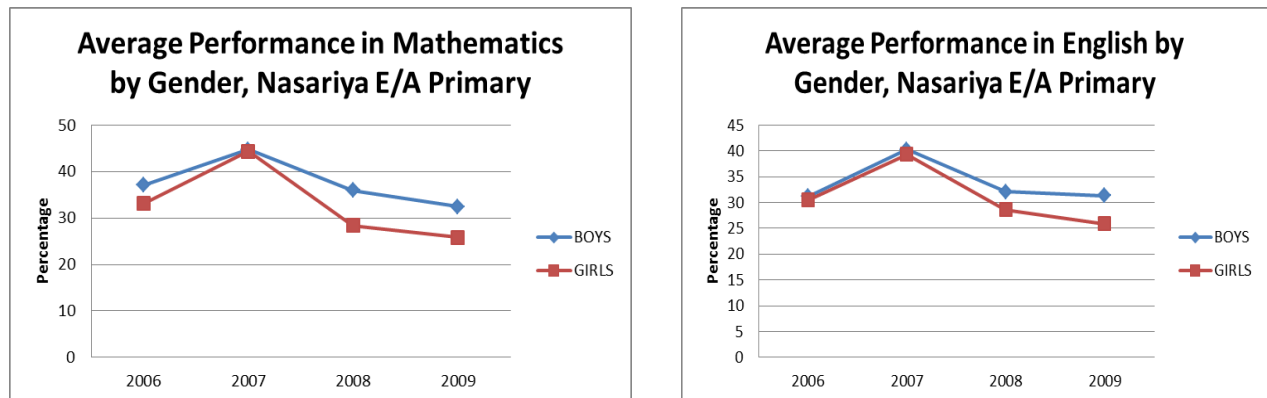 Average Performance in Mathematics
by Gender, Nasariya E/A Primary
50
40
30
20
10
0
Percentage
2006 2007 2008 2009
BOYS
GIRLS
Average Performance in English by
Gender, Nasariya E/A Primary
45
40
35
30
25
20
15
10
5
0
Percentage
2006 2007 2008 2009
BOYS
GIRLS